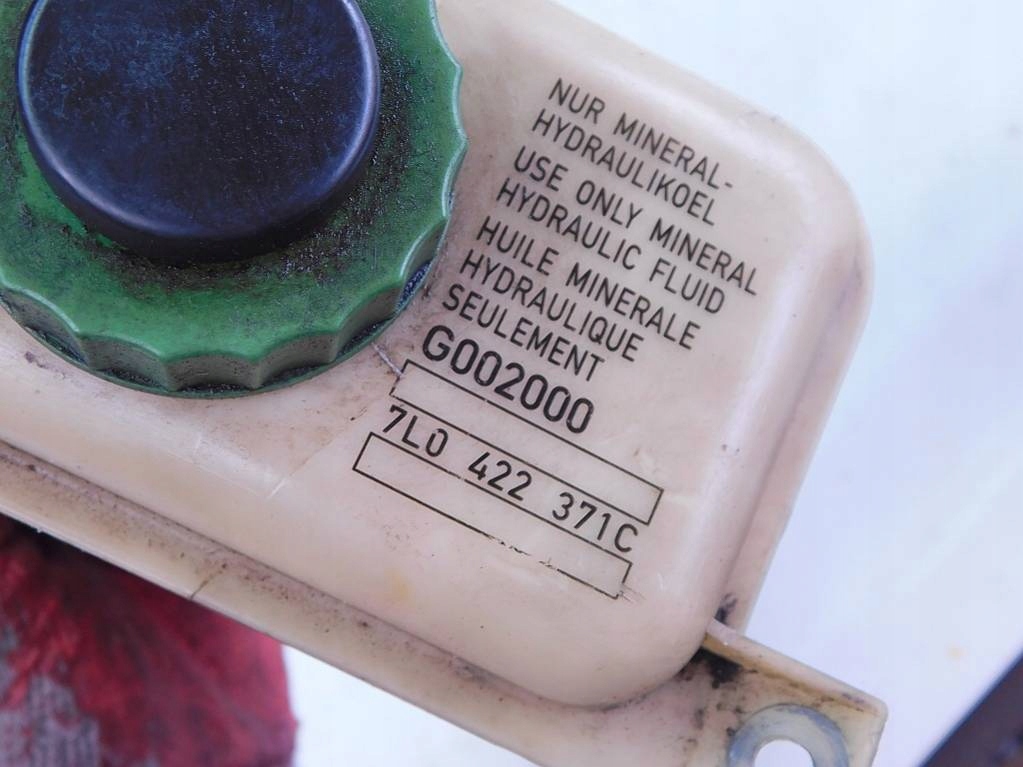 NUR MINERAL-
HYDRAULIKOEL
USE ONLY MINERAL
HYDRAULIC FLUID
HUILE MINERALE
HYDRAULIQUE
SEULEMENT
G002000
7L0 422 371C